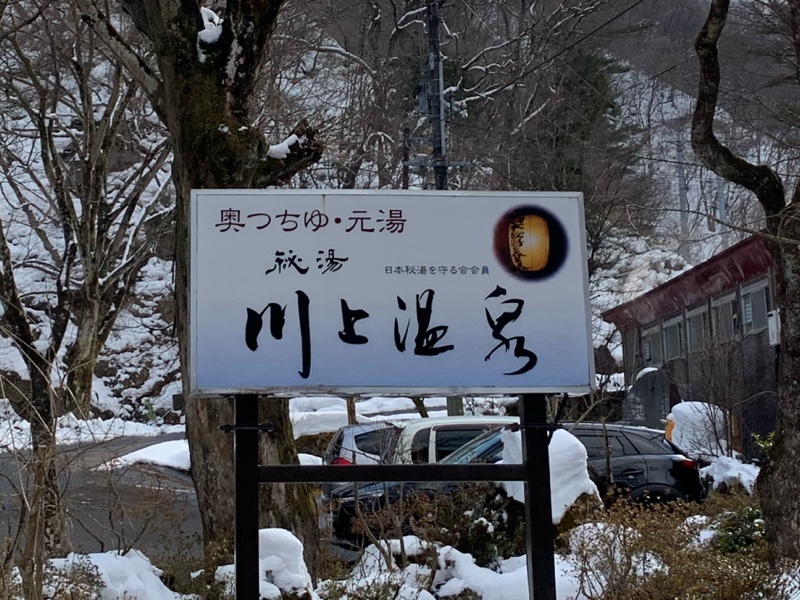 奥つちゆ・元湯
秘湯
日本秘湯を守る会会員
川上温泉